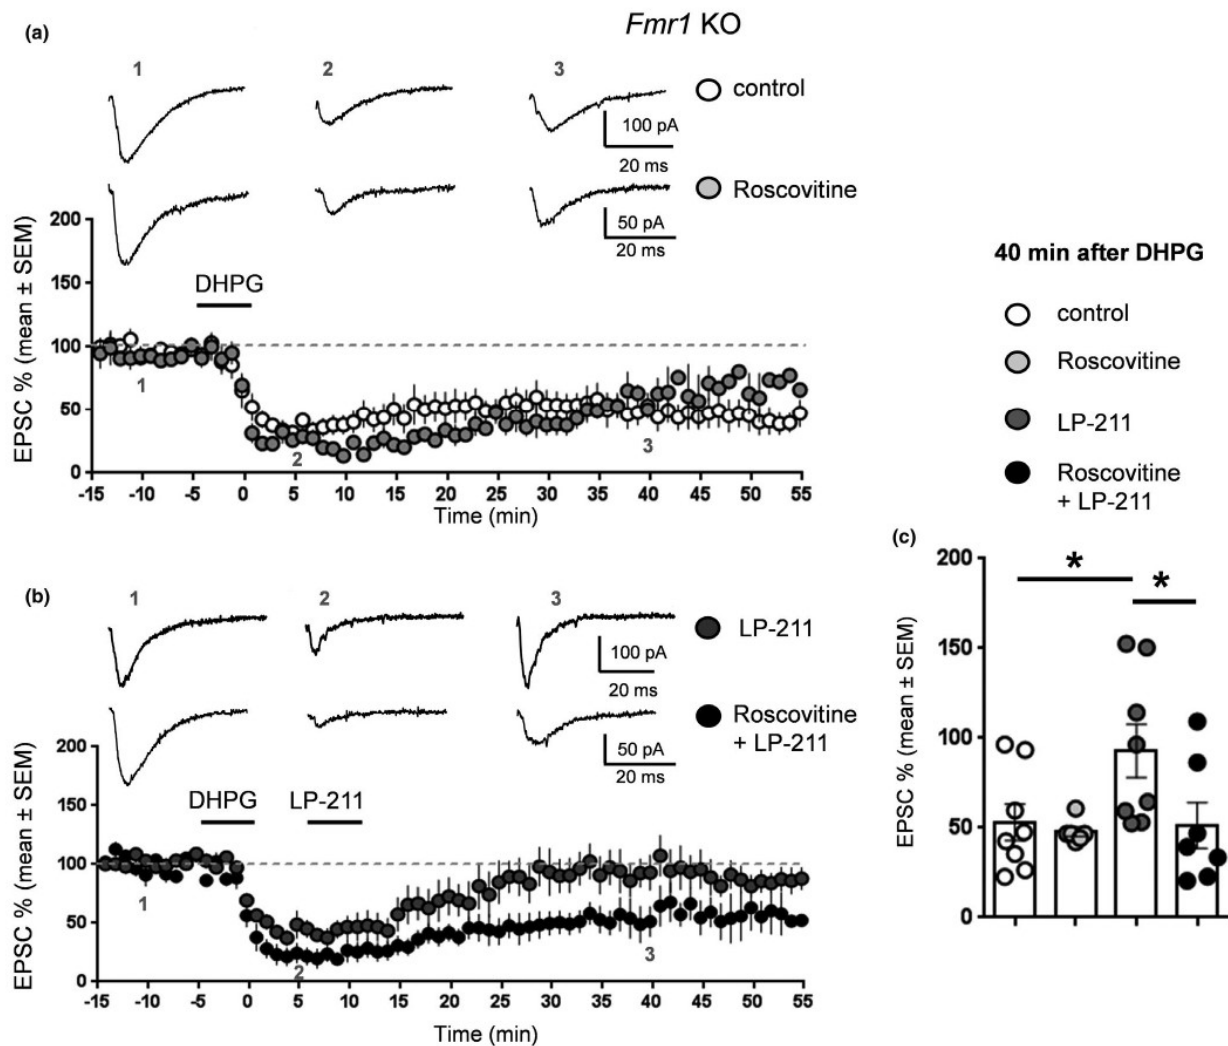 Fmr1 KO
(a)
1
2
3
control
100 pA
20 ms
Roscovitine
50 pA
20 ms
EPSC % (mean ± SEM)
200
150
100
50
0
DHPG
1
2
3
-15 -10 -5 0 5 10 15 20 25 30 35 40 45 50 55
Time (min)
40 min after DHPG
control
Roscovitine
LP-211
Roscovitine
+ LP-211
(b)
1
2
3
LP-211
100 pA
20 ms
Roscovitine
+ LP-211
50 pA
20 ms
EPSC % (mean ± SEM)
200
150
100
50
0
DHPG LP-211
1
2
3
-15 -10 -5 0 5 10 15 20 25 30 35 40 45 50 55
Time (min)
(c)
EPSC % (mean ± SEM)
200
150
100
50
0
*
*